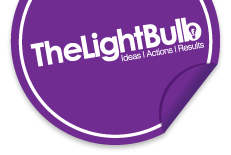 TheLightBulb
Ideas | Actions | Results